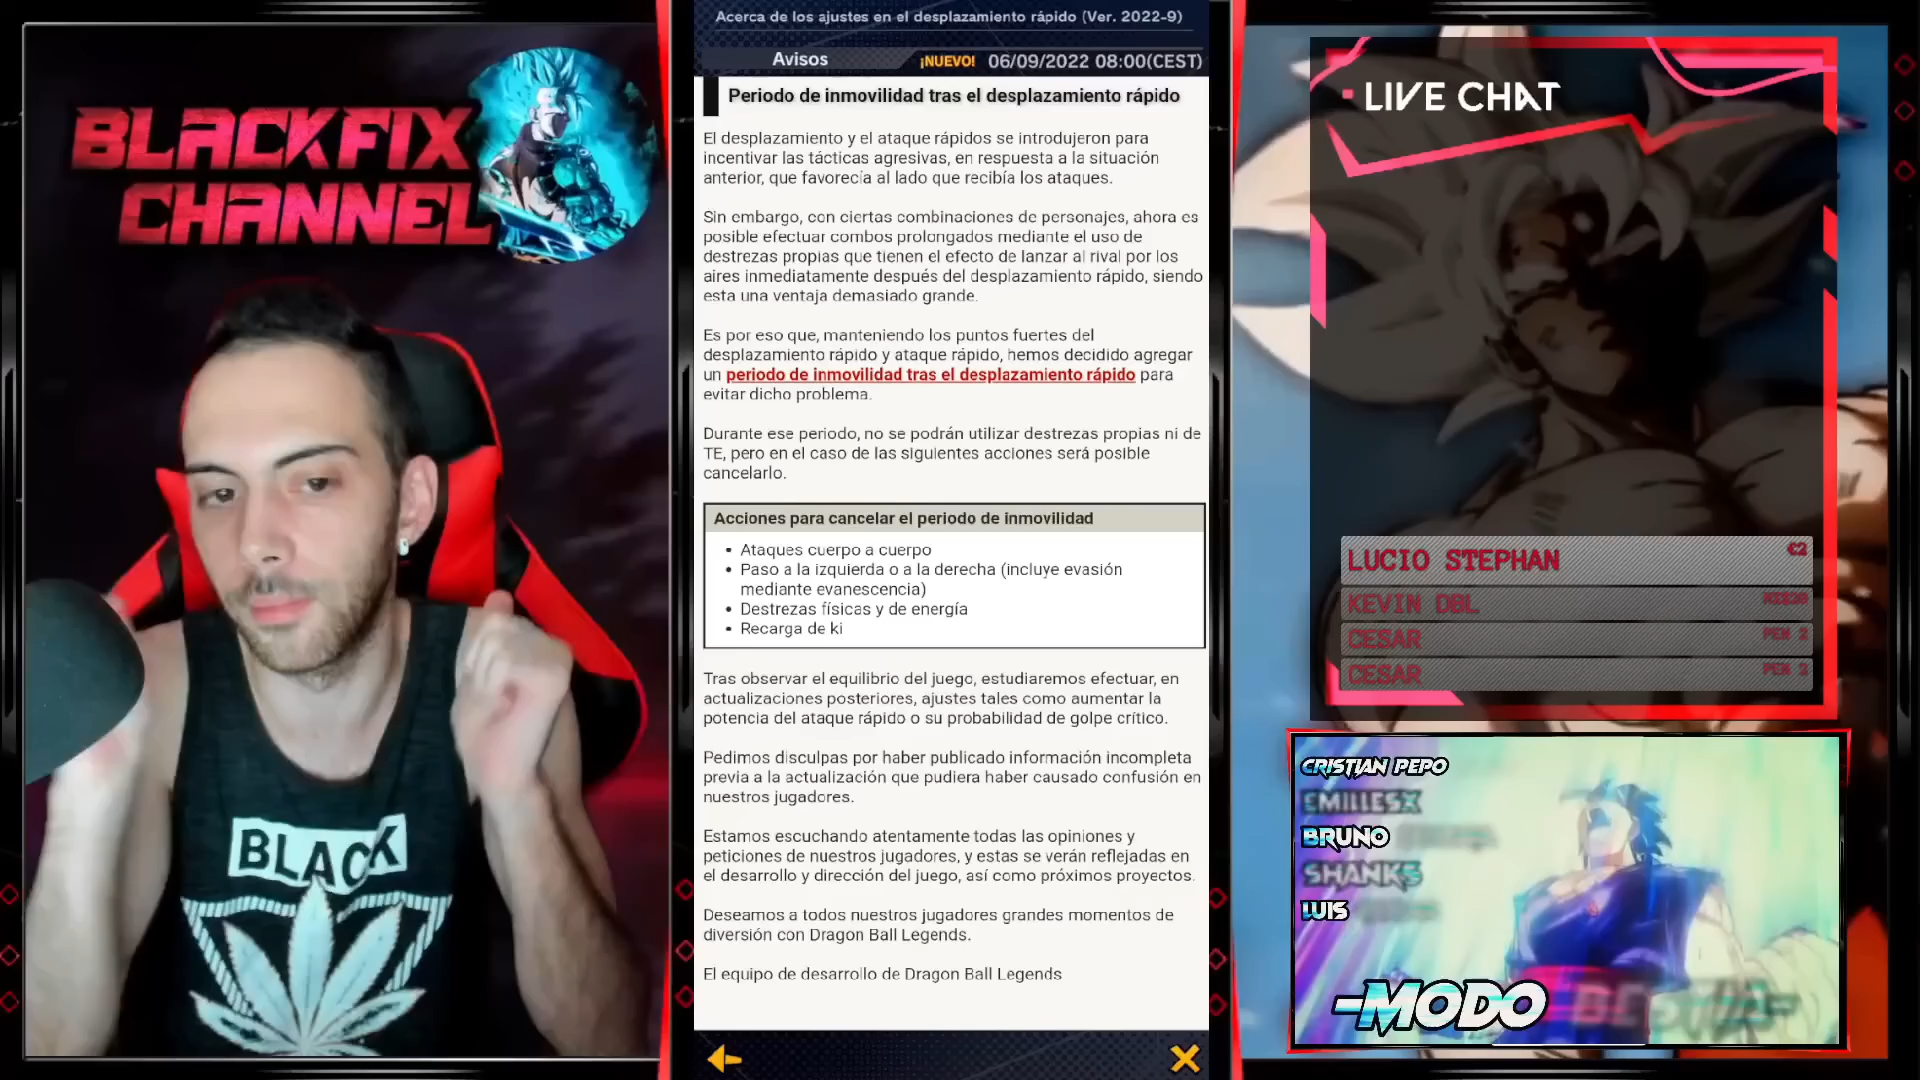 BLACKFIX
CHANNEL
BLACK
Acerca de los ajustes en el desplazamiento rápido (Ver. 2022-9)
Avisos
¡NUEVO! 06/09/2022 08:00(CEST)
Periodo de inmovilidad tras el desplazamiento rápido
El desplazamiento y el ataque rápidos se introdujeron para
incentivar las tácticas agresivas, en respuesta a la situación
anterior, que favorecía al lado que recibía los ataques.
Sin embargo, con ciertas combinaciones de personajes, ahora es
posible efectuar combos prolongados mediante el uso de
destrezas propias que tienen el efecto de lanzar al rival por los
aires inmediatamente después del desplazamiento rápido, siendo
esta una ventaja demasiado grande.
Es por eso que, manteniendo los puntos fuertes del
desplazamiento rápido y ataque rápido, hemos decidido agregar
un periodo de inmovilidad tras el desplazamiento rápido para
evitar dicho problema.
Durante ese periodo, no se podrán utilizar destrezas propias ni de
TE, pero en el caso de las siguientes acciones será posible
cancelarlo.
Acciones para cancelar el periodo de inmovilidad
• Ataques cuerpo a cuerpo
• Paso a la izquierda o a la derecha (incluye evasión
mediante evanescencia)
• Destrezas físicas y de energía
• Recarga de ki
Tras observar el equilibrio del juego, estudiaremos efectuar, en
actualizaciones posteriores, ajustes tales como aumentar la
potencia del ataque rápido o su probabilidad de golpe crítico.
Pedimos disculpas por haber publicado información incompleta
previa a la actualización que pudiera haber causado confusión en
nuestros jugadores.
Estamos escuchando atentamente todas las opiniones y
peticiones de nuestros jugadores, y estas se verán reflejadas en
el desarrollo y dirección del juego, así como próximos proyectos.
Deseamos a todos nuestros jugadores grandes momentos de
diversión con Dragon Ball Legends.
El equipo de desarrollo de Dragon Ball Legends
LIVE CHAT
LUCIO STEPHAN €2
KEVIN DBL
CESAR PEN 2
CESAR PEN 2
CRISTIAN PEPO
EMILLESX
BRUNO
SHANKS
LUIS
-MODO